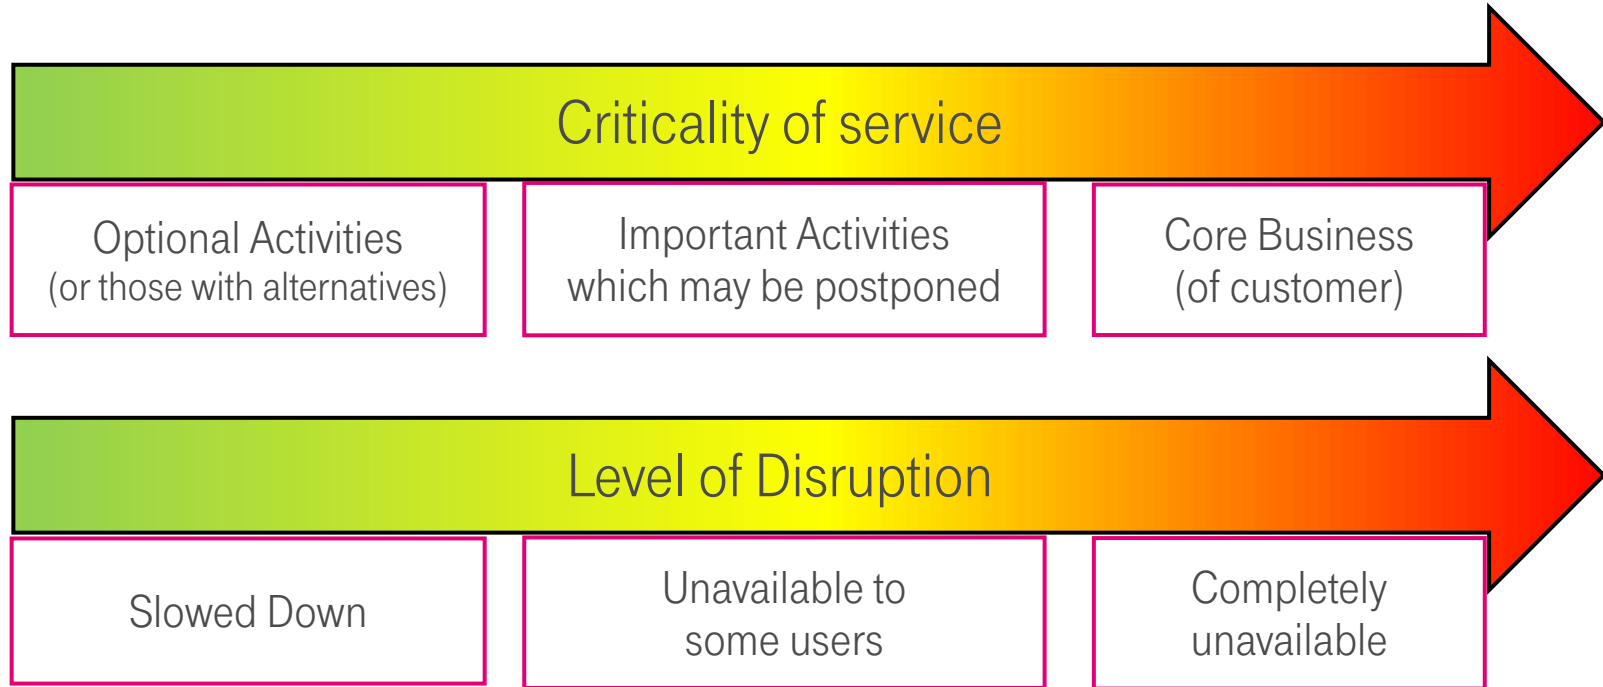 Criticality of service
Optional Activities
(or those with alternatives)
Important Activities
which may be postponed
Core Business
(of customer)
Level of Disruption
Slowed Down
Unavailable to
some users
Completely
unavailable